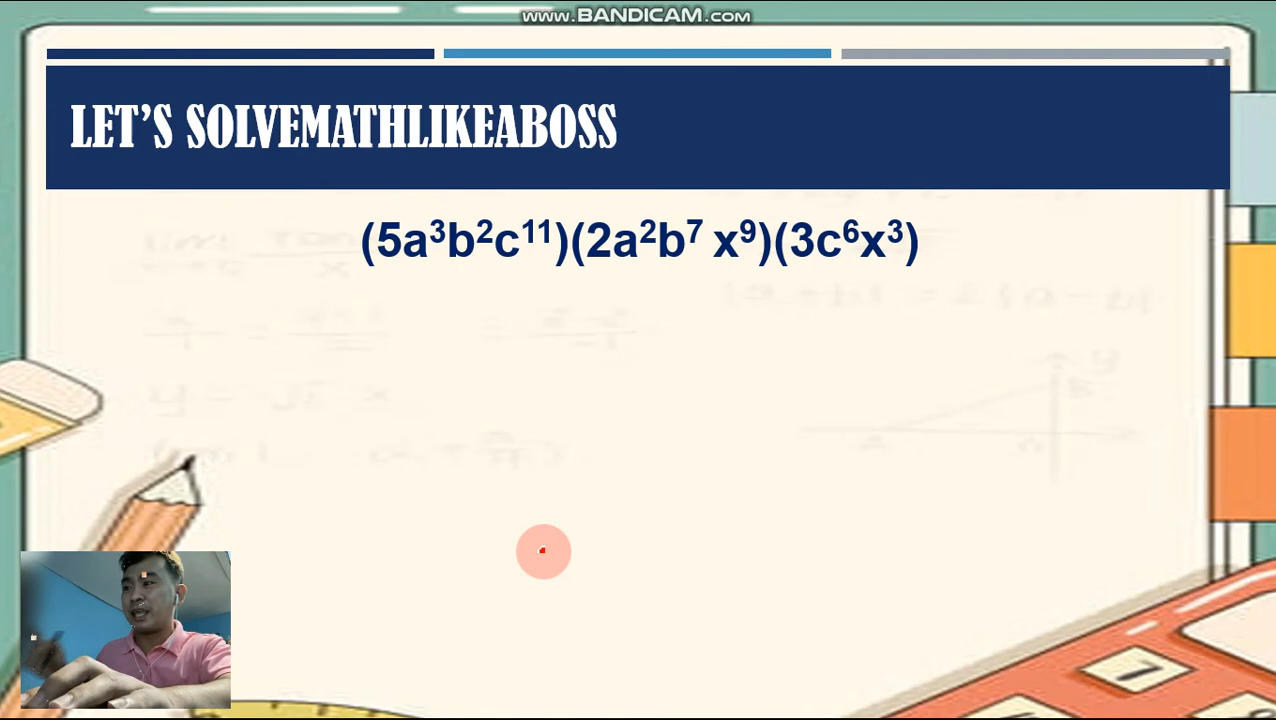 WWW.BANDICAM.COM
LET'S SOLVEMATHLIKEABOSS
(5a³b²c¹¹)(2a²b⁷ x⁹)(3c⁶x³)